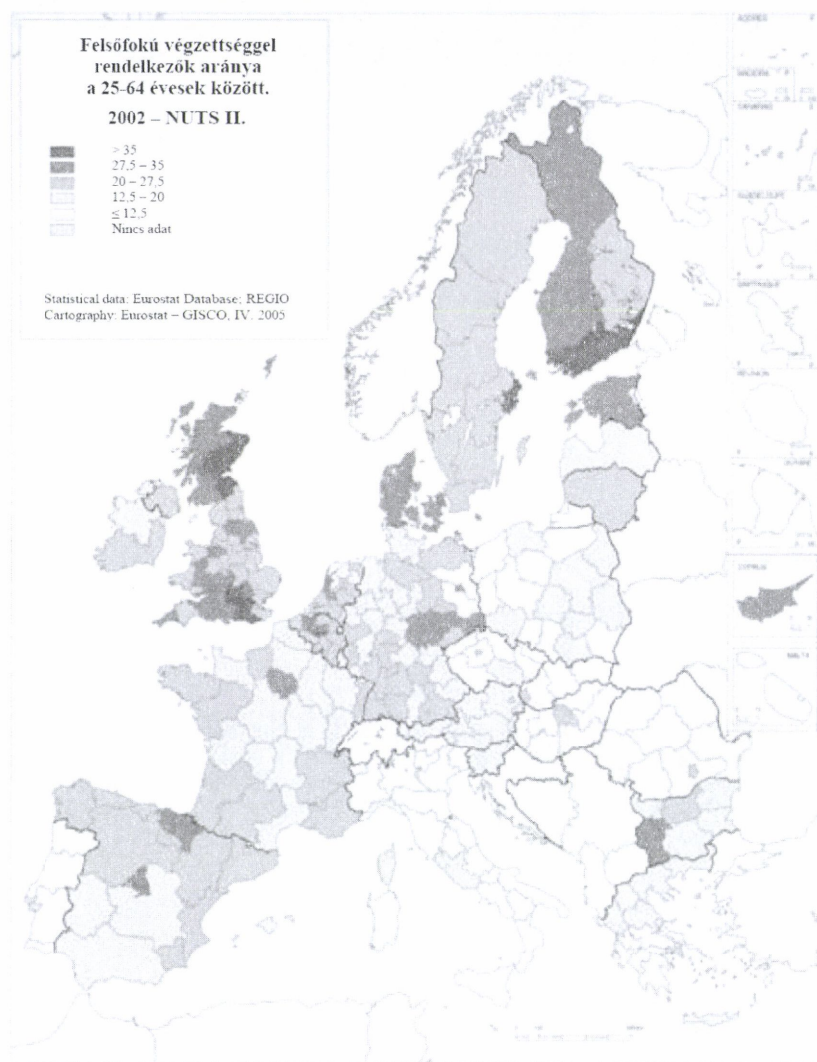 Felsőfokú végzettséggel
rendelkezők aránya
a 25-64 évesek között.
2002 – NUTS II.
> 35
27,5 – 35
20 – 27,5
12,5 – 20
≤ 12,5
Nincs adat
Statistical data: Eurostat Database; REGIO
Cartography: Eurostat – GISCO, IV. 2005